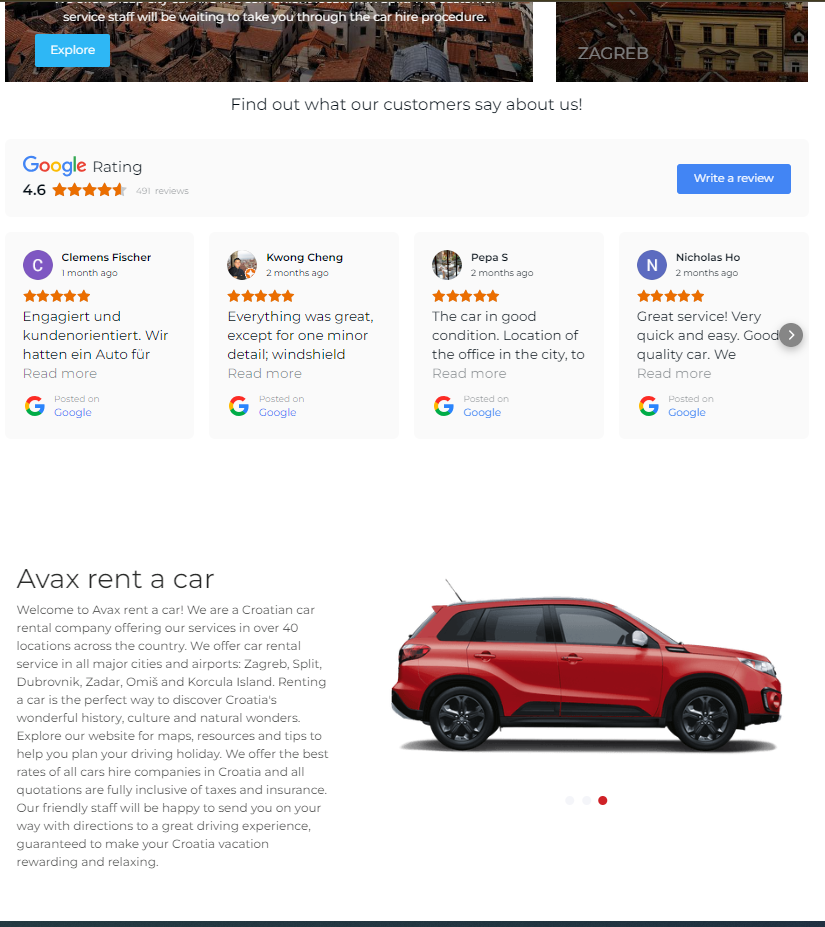 service staff will be waiting to take you through the car hire procedure.
Explore
ZAGREB
Find out what our customers say about us!
Google Rating
4.6 491 reviews
Write a review
C Clemens Fischer
1 month ago
Engagiert und
kundenorientiert. Wir
hatten ein Auto für
Read more
Posted on
Google
Kwong Cheng
2 months ago
Everything was great,
except for one minor
detail; windshield
Read more
Posted on
Google
Pepa S
2 months ago
The car in good
condition. Location of
the office in the city, to
Read more
Posted on
Google
N Nicholas Ho
2 months ago
Great service! Very
quick and easy. Good
quality car. We
Read more
Posted on
Google
Avax rent a car
Welcome to Avax rent a car! We are a Croatian car
rental company offering our services in over 40
locations across the country. We offer car rental
service in all major cities and airports: Zagreb, Split,
Dubrovnik, Zadar, Omiš and Korcula Island. Renting
a car is the perfect way to discover Croatia's
wonderful history, culture and natural wonders.
Explore our website for maps, resources and tips to
help you plan your driving holiday. We offer the best
rates of all cars hire companies in Croatia and all
quotations are fully inclusive of taxes and insurance.
Our friendly staff will be happy to send you on your
way with directions to a great driving experience,
guaranteed to make your Croatia vacation
rewarding and relaxing.